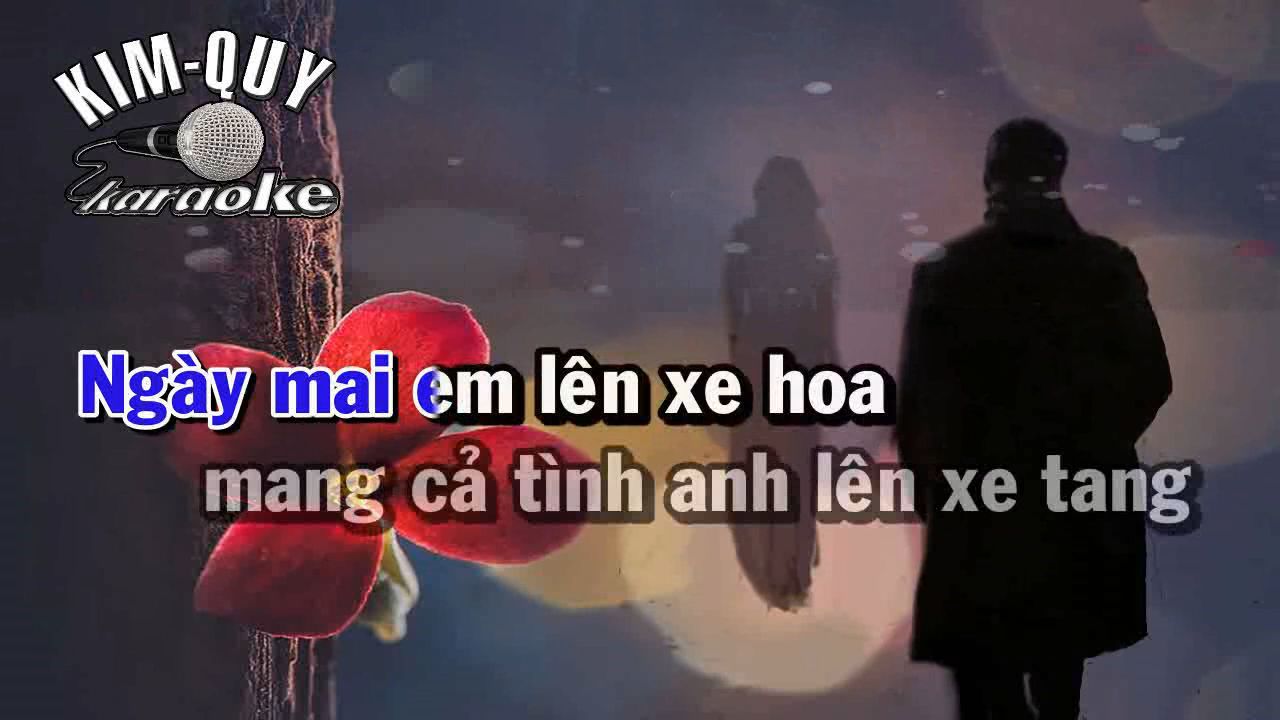 KIM-QUY
karaoke
Ngày mai em lên xe hoa
mang cả tình anh lên xe tang